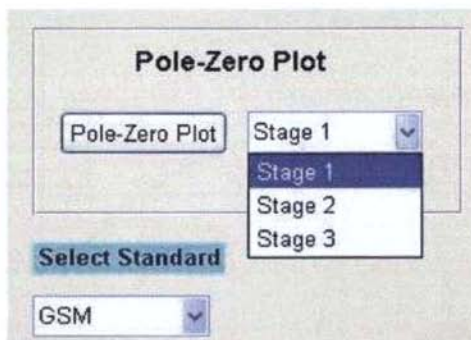 Pole-Zero Plot
Pole-Zero Plot Stage 1
Stage 1
Stage 2
Stage 3
Select Standard
GSM